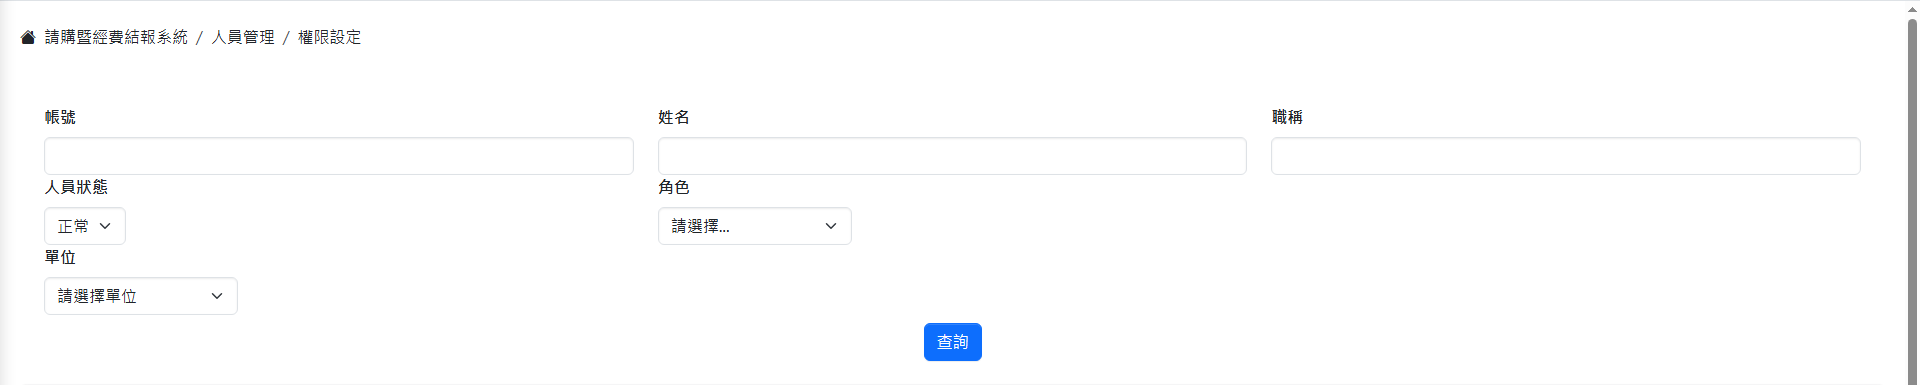 請購暨經費結報系統 / 人員管理 / 權限設定
帳號 姓名 職稱
人員狀態 角色
正常 請選擇...
單位
請選擇單位
查詢